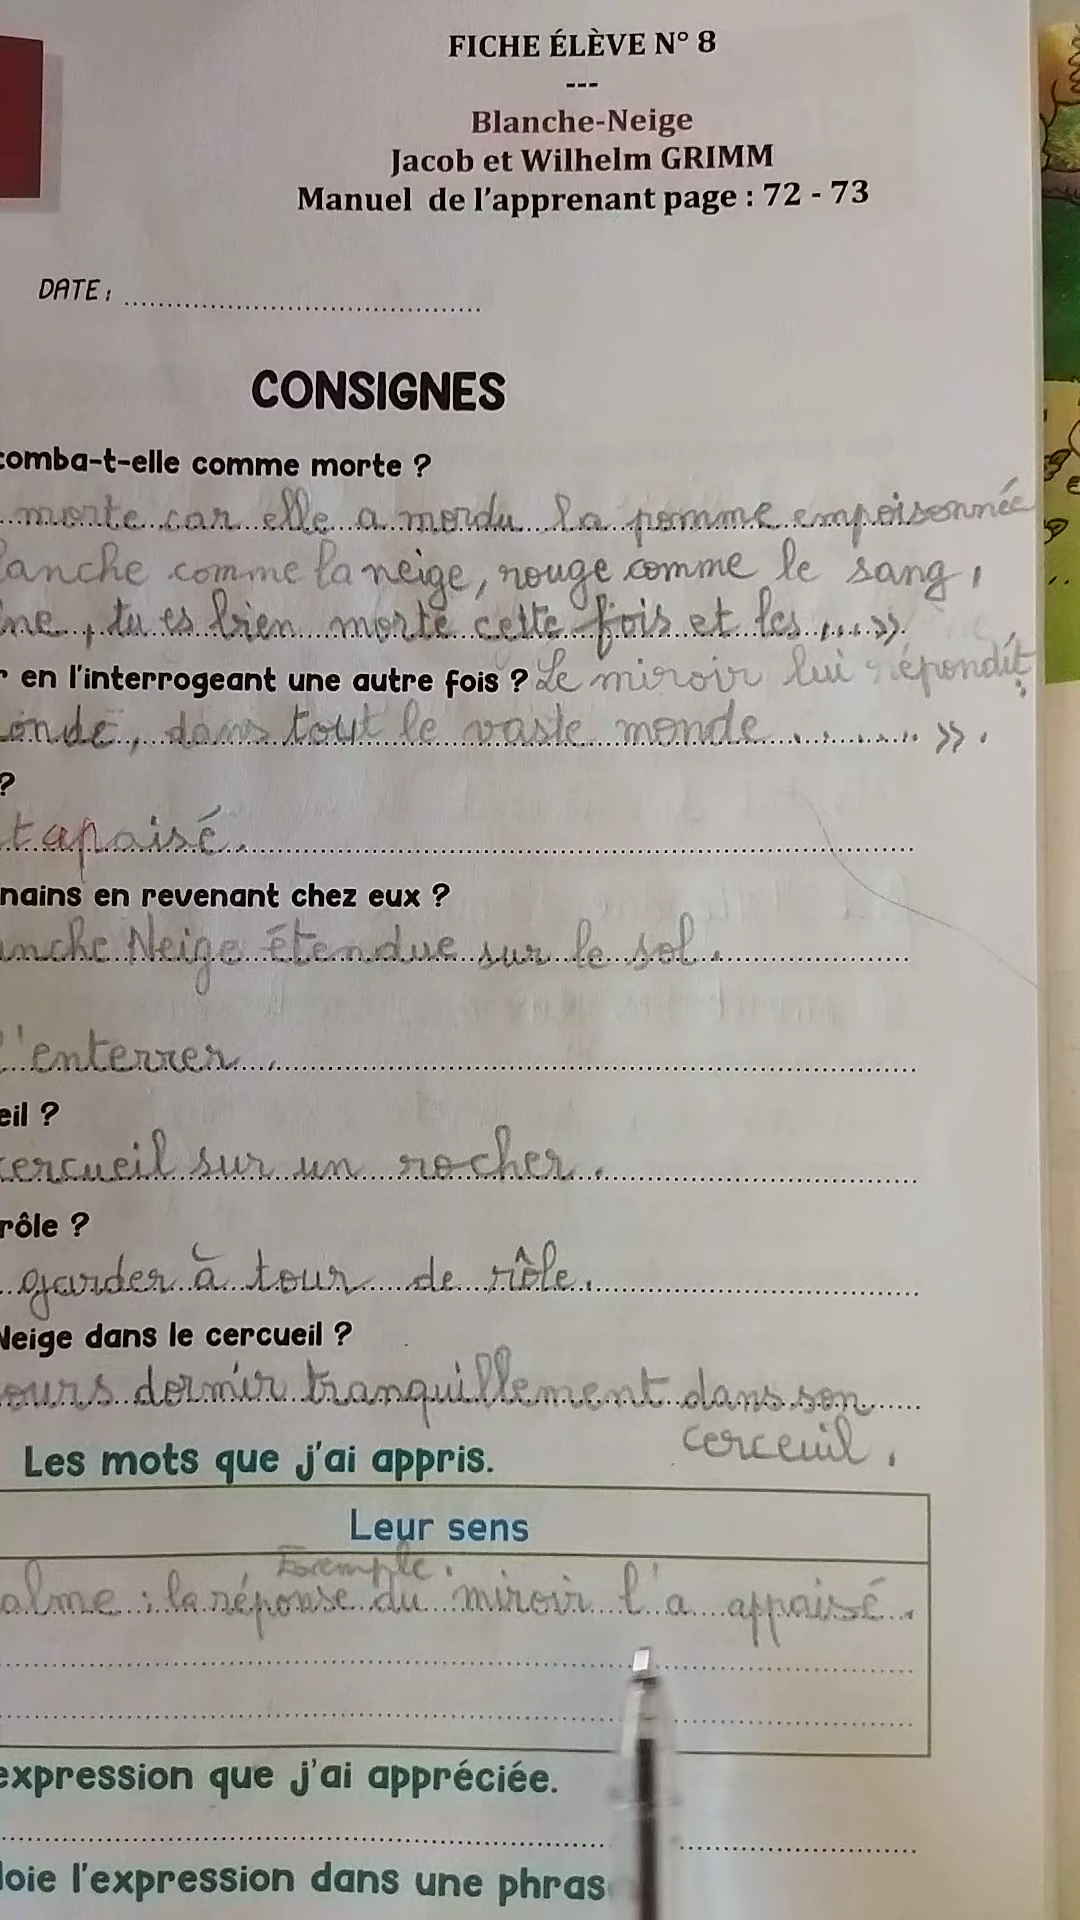 FICHE ÉLÈVE N° 8
---
Blanche-Neige
Jacob et Wilhelm GRIMM
Manuel de l'apprenant page : 72 - 73
DATE :
CONSIGNES
tomba-t-elle comme morte ?
morte car elle a mordu la pomme empoisonnée
lanche comme la neige, rouge comme le sang,
ne, tu es bien morte cette fois et les ....».
en l'interrogeant une autre fois ? Le miroir lui répondit :
onde, dans tout le vaste monde ........ ».
?
tapaisé.
nains en revenant chez eux ?
anche Neige étendue sur le sol.
l'enterrer.
eil ?
cercueil sur un rocher.
rôle ?
garder à tour de rôle.
Neige dans le cercueil ?
ours dormir tranquillement dans son
cerceuil.
Les mots que j'ai appris.
Leur sens
Exemple.
alme : la réponse du miroir l'a appaisé.
expression que j'ai appréciée.
loie l'expression dans une phras